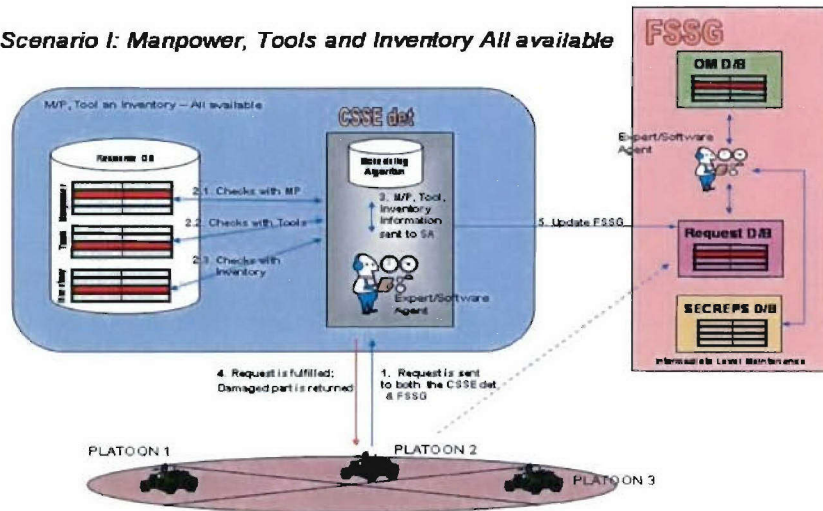 Scenario I: Manpower, Tools and Inventory All available
FSSG
OM D/B
Expert/Software
Agent
Request D/B
SECREPS D/B
Intermediate Level Maintenance
M/P, Tool an Inventory – All available
CSSE det
Resource DB
Manpower
Tools
Inventory
2.1. Checks with MP
2.2. Checks with Tools
2.3. Checks with
Inventory
Scheduling
Algorithm
3. M/P, Tool,
Inventory
Information
sent to SA
Expert/Software
Agent
5. Update FSSG
4. Request is fulfilled;
Damaged part is returned
1. Request is sent
to both the CSSE det,
& FSSG
PLATOON 1
PLATOON 2
PLATOON 3